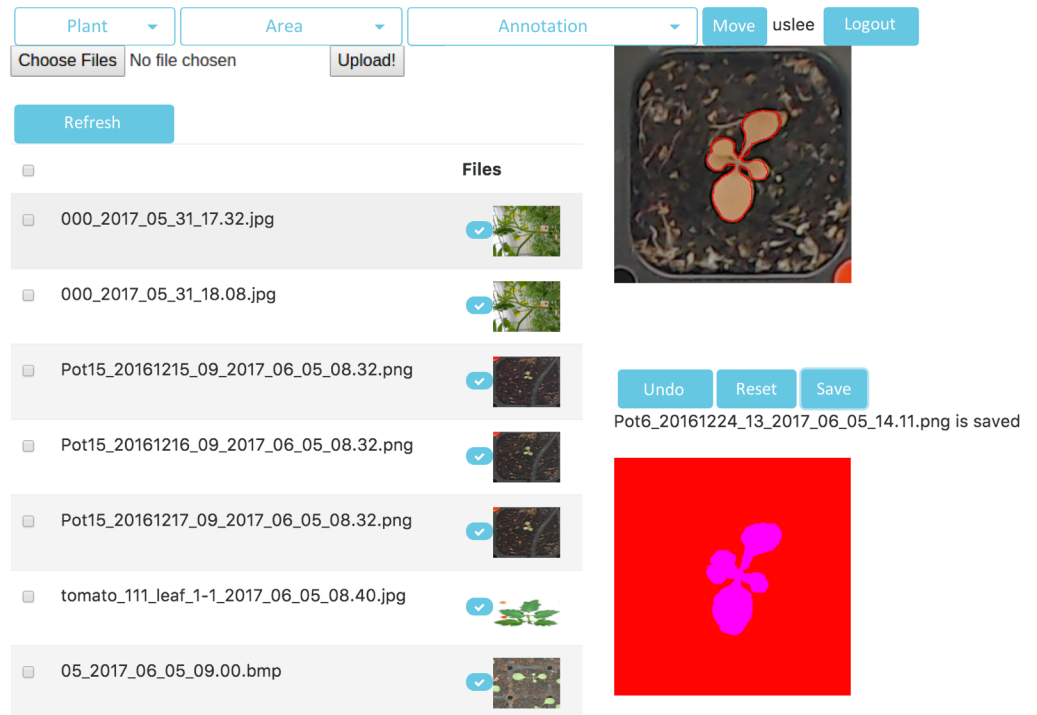 Plant Area Annotation Move uslee Logout
Choose Files No file chosen Upload!
Refresh
Files
000_2017_05_31_17.32.jpg
000_2017_05_31_18.08.jpg
Pot15_20161215_09_2017_06_05_08.32.png
Pot15_20161216_09_2017_06_05_08.32.png
Pot15_20161217_09_2017_06_05_08.32.png
tomato_111_leaf_1-1_2017_06_05_08.40.jpg
05_2017_06_05_09.00.bmp
Undo Reset Save
Pot6_20161224_13_2017_06_05_14.11.png is saved